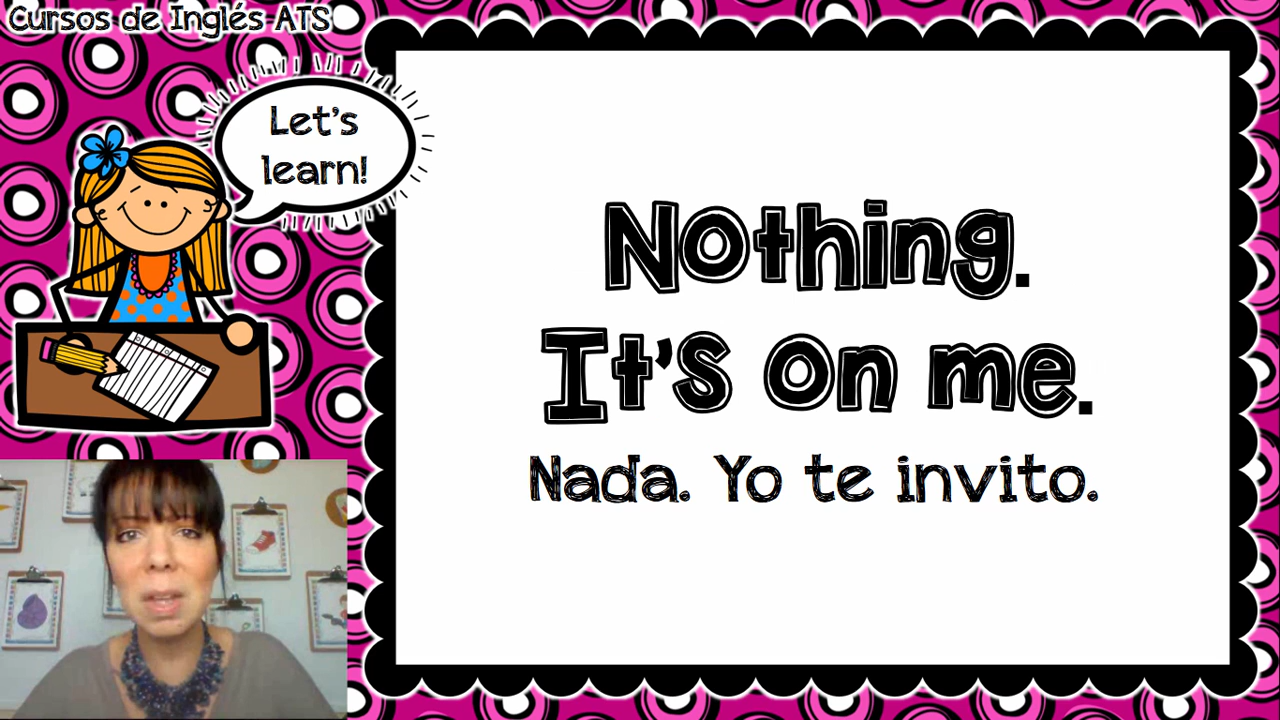 Cursos de Inglés ATS
Let's
learn!
Nothing.
It's on me.
Nada. Yo te invito.